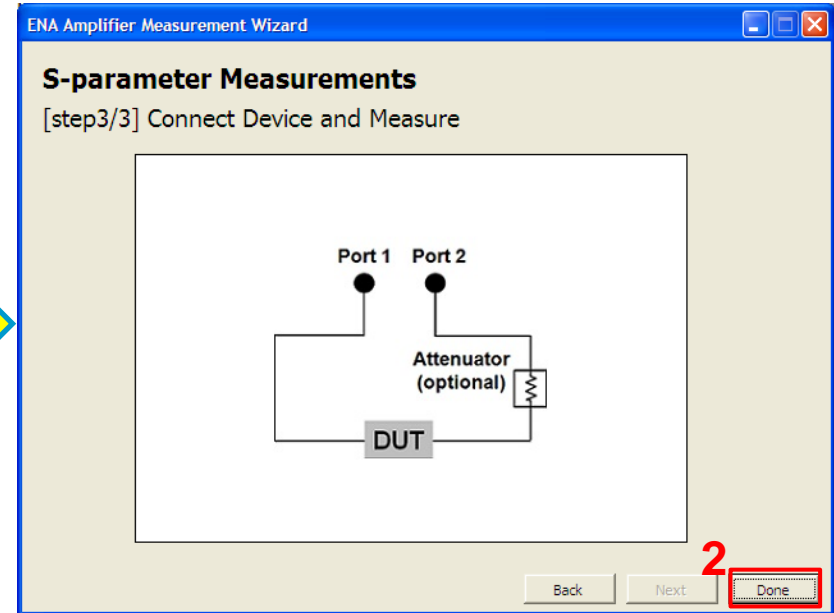 ENA Amplifier Measurement Wizard
S-parameter Measurements
[step3/3] Connect Device and Measure
Port 1 Port 2
Attenuator
(optional)
DUT
2
Back Next Done